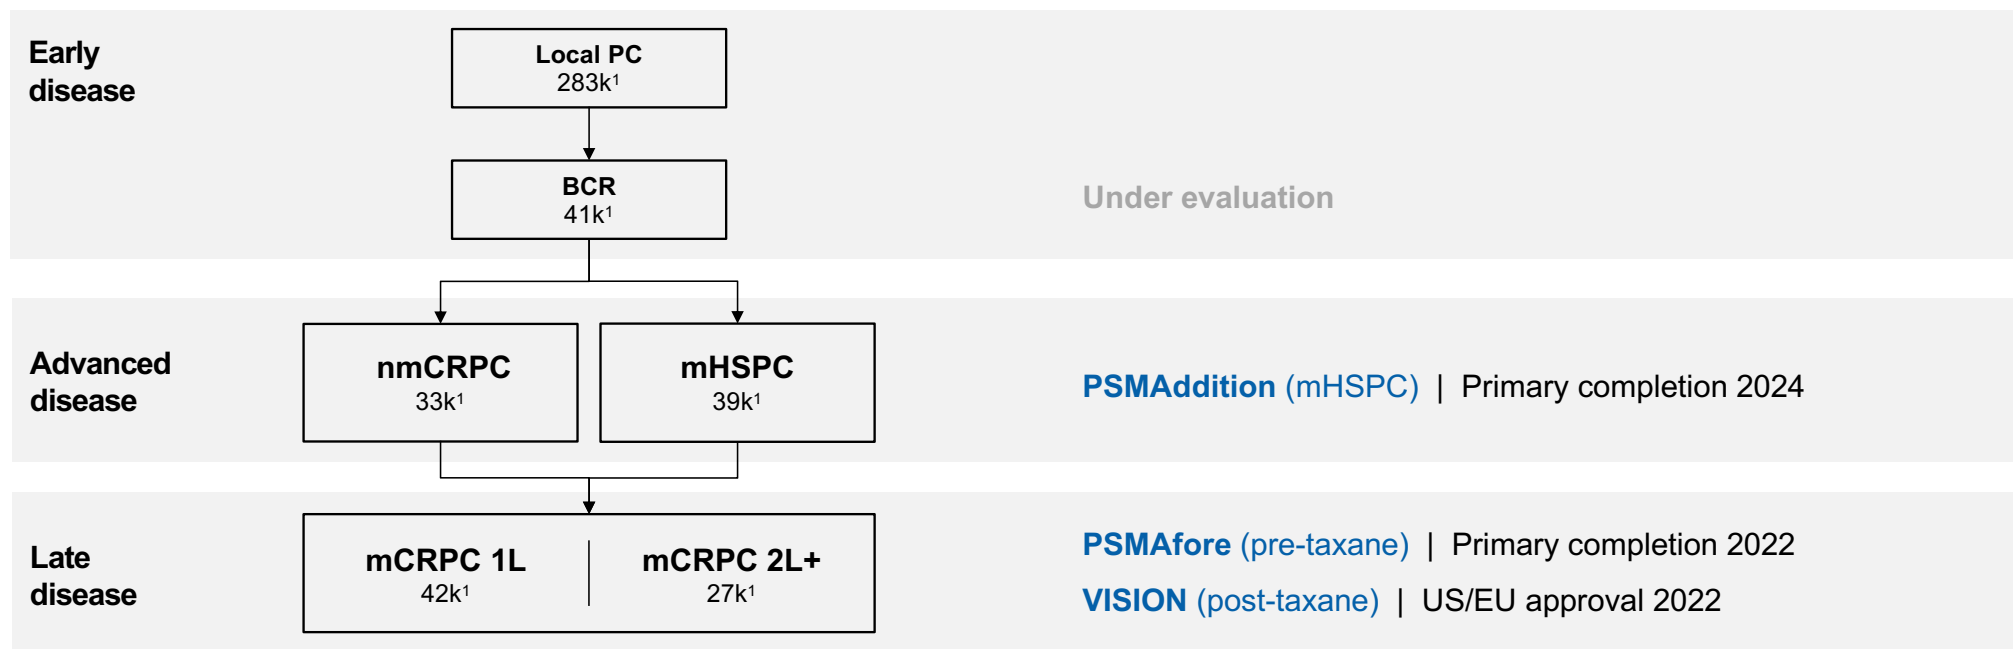 Early
disease
Local PC
283k¹
BCR
41k¹
Under evaluation
Advanced
disease
nmCRPC
33k¹
mHSPC
39k¹
PSMAddition (mHSPC) | Primary completion 2024
Late
disease
mCRPC 1L
42k¹
mCRPC 2L+
27k¹
PSMAfore (pre-taxane) | Primary completion 2022
VISION (post-taxane) | US/EU approval 2022